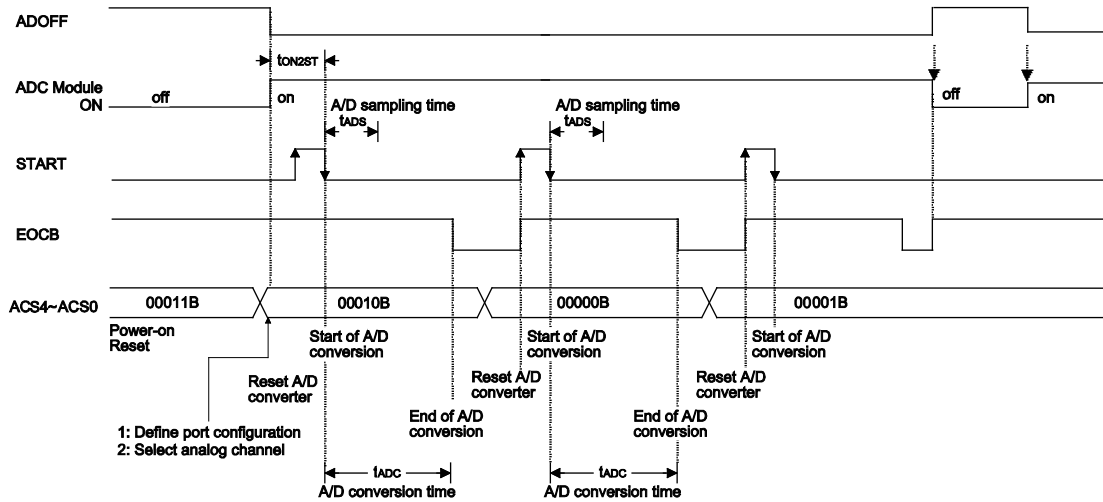 ADOFF
tON2ST
ADC Module
ON
off
on
off
on
A/D sampling time
tADS
A/D sampling time
tADS
START
EOCB
ACS4~ACS0
00011B
00010B
00000B
00001B
Power-on
Reset
Start of A/D
conversion
Start of A/D
conversion
Start of A/D
conversion
Reset A/D
converter
Reset A/D
converter
Reset A/D
converter
End of A/D
conversion
End of A/D
conversion
1: Define port configuration
2: Select analog channel
tADC
A/D conversion time
tADC
A/D conversion time